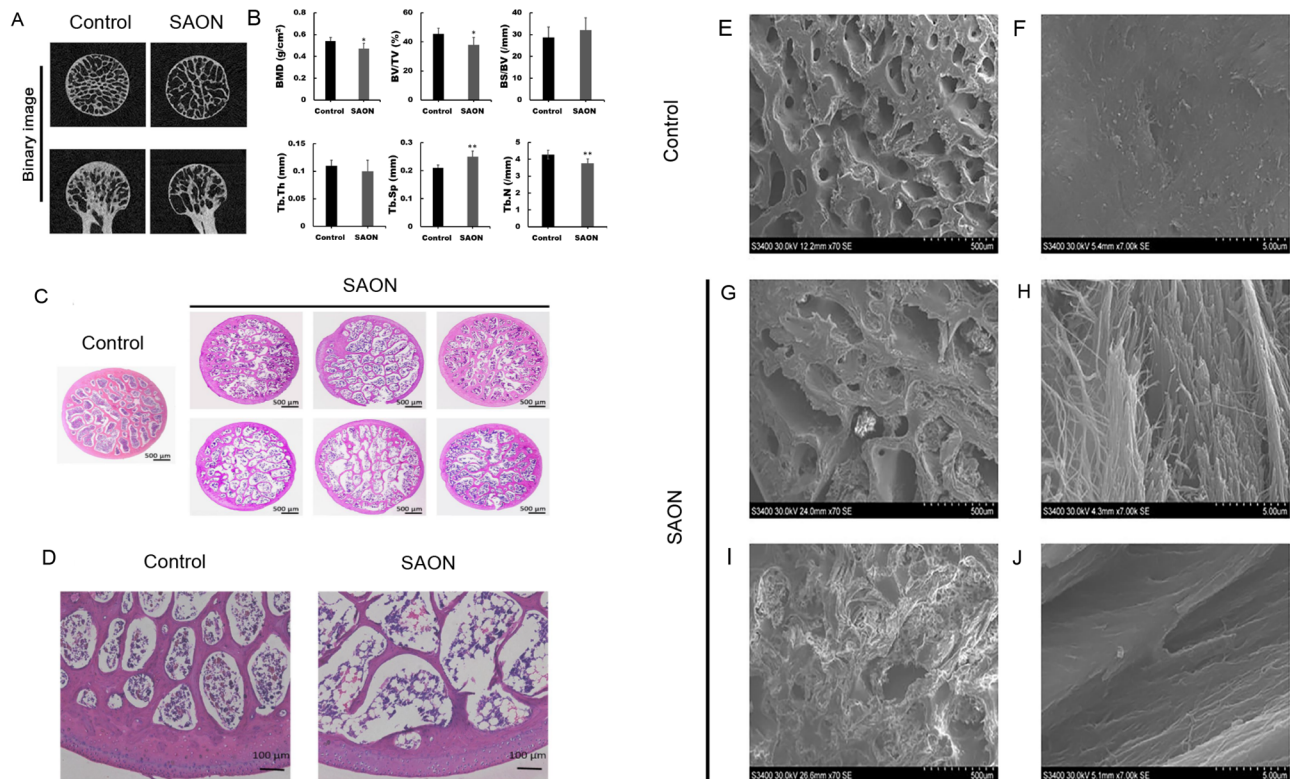 A
Control
SAON
Binary image
B
BMD (g/cm²)
0.8
0.6
0.4
0.2
0
*
Control
SAON
BV/TV (%)
60
40
20
0
*
Control
SAON
BS/BV (/mm)
40
30
20
10
0
Control
SAON
Tb.Th (mm)
0.15
0.1
0.05
0
Control
SAON
Tb.Sp (mm)
0.3
0.2
0.1
0
**
Control
SAON
Tb.N (/mm)
5
4
3
2
1
0
**
Control
SAON
C
SAON
Control
500 μm
500 μm
500 μm
500 μm
500 μm
500 μm
500 μm
D
Control
SAON
100 μm
100 μm
Control
E
S3400 30.0kV 12.2mm x70 SE
500um
F
S3400 30.0kV 5.4mm x7.00k SE
5.00um
SAON
G
S3400 30.0kV 24.0mm x70 SE
500um
H
S3400 30.0kV 4.3mm x7.00k SE
5.00um
I
S3400 30.0kV 26.6mm x70 SE
500um
J
S3400 30.0kV 5.1mm x7.00k SE
5.00um